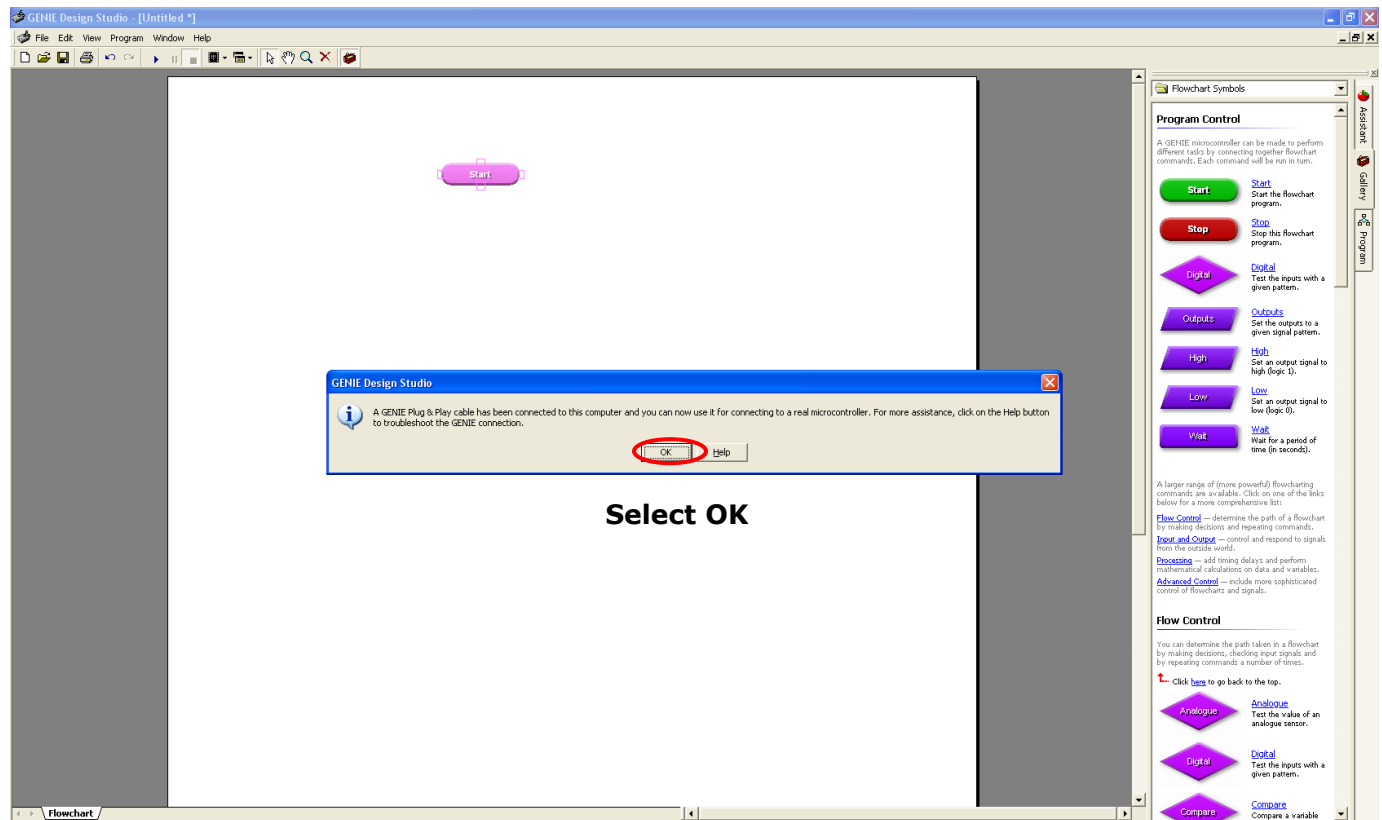 GENIE Design Studio - [Untitled *]
File Edit View Program Window Help
Start
GENIE Design Studio
A GENIE Plug & Play cable has been connected to this computer and you can now use it for connecting to a real microcontroller. For more assistance, click on the Help button
to troubleshoot the GENIE connection.
OK
Help
Select OK
Flowchart
Flowchart Symbols
Program Control
A GENIE microcontroller can be made to perform
different tasks by connecting together flowchart
commands. Each command will be run in turn.
Start
Start
Start the flowchart
program.
Stop
Stop
Stop this flowchart
program.
Digital
Digital
Test the inputs with a
given pattern.
Outputs
Outputs
Set the outputs to a
given signal pattern.
High
High
Set an output signal to
high (logic 1).
Low
Low
Set an output signal to
low (logic 0).
Wait
Wait
Wait for a period of
time (in seconds).
A larger range of (more powerful) flowcharting
commands are available. Click on one of the links
below for a more comprehensive list:
Flow Control — determine the path of a flowchart
by making decisions and repeating commands.
Input and Output — control and respond to signals
from the outside world.
Processing — add timing delays and perform
mathematical calculations on data and variables.
Advanced Control — include more sophisticated
control of flowcharts and signals.
Flow Control
You can determine the path taken in a flowchart
by making decisions, checking input signals and
by repeating commands a number of times.
Click here to go back to the top.
Analogue
Analogue
Test the value of an
analogue sensor.
Digital
Digital
Test the inputs with a
given pattern.
Compare
Compare
Compare a variable
Assistant
Gallery
Program